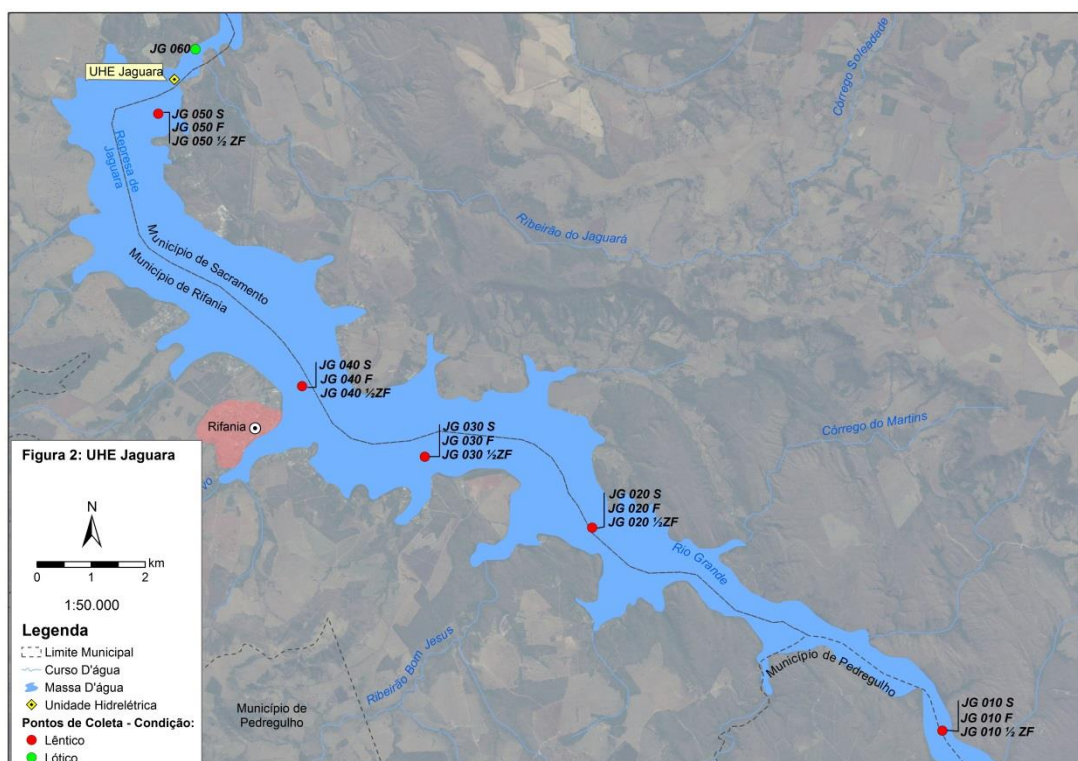 JG 060
UHE Jaguara
JG 050 S
JG 050 F
JG 050 ½ ZF
Represa de
Jaguara
Córrego Soleadade
Ribeirão do Jaguará
Município de Sacramento
Município de Rifania
JG 040 S
JG 040 F
JG 040 ½ZF
Rifania
JG 030 S
JG 030 F
JG 030 ½ZF
Córrego do Martins
JG 020 S
JG 020 F
JG 020 ½ZF
Rio Grande
Ribeirão Bom Jesus
Município de Pedregulho
Município de
Pedregulho
JG 010 S
JG 010 F
JG 010 ½ ZF
Figura 2: UHE Jaguara
N
0 1 2 km
1:50.000
Legenda
Limite Municipal
Curso D'água
Massa D'água
Unidade Hidrelétrica
Pontos de Coleta - Condição:
Lêntico
Lótico